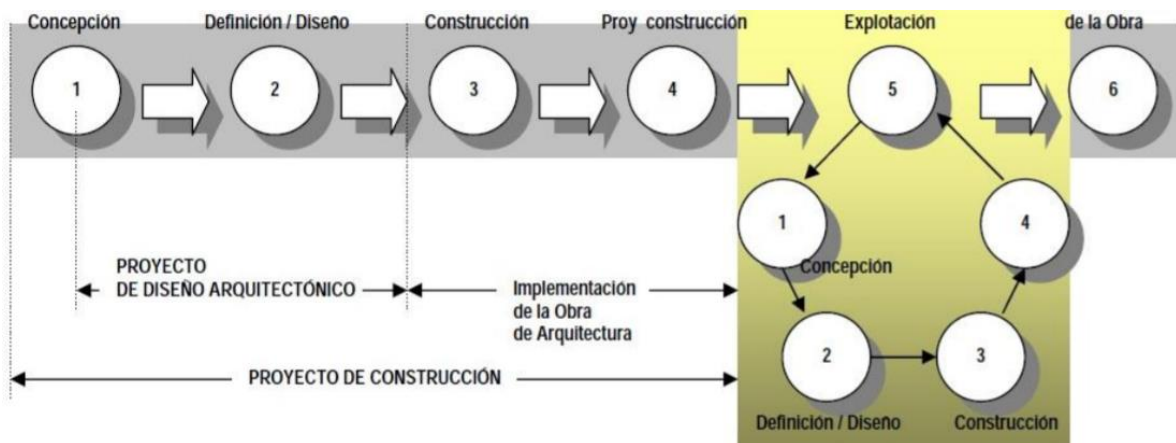 Concepción
Definición / Diseño
Construcción
Proy construcción
Explotación
de la Obra
1
2
3
4
5
6
1
4
Concepción
PROYECTO
DE DISEÑO ARQUITECTÓNICO
Implementación
de la Obra
de Arquitectura
2
3
PROYECTO DE CONSTRUCCIÓN
Definición / Diseño
Construcción